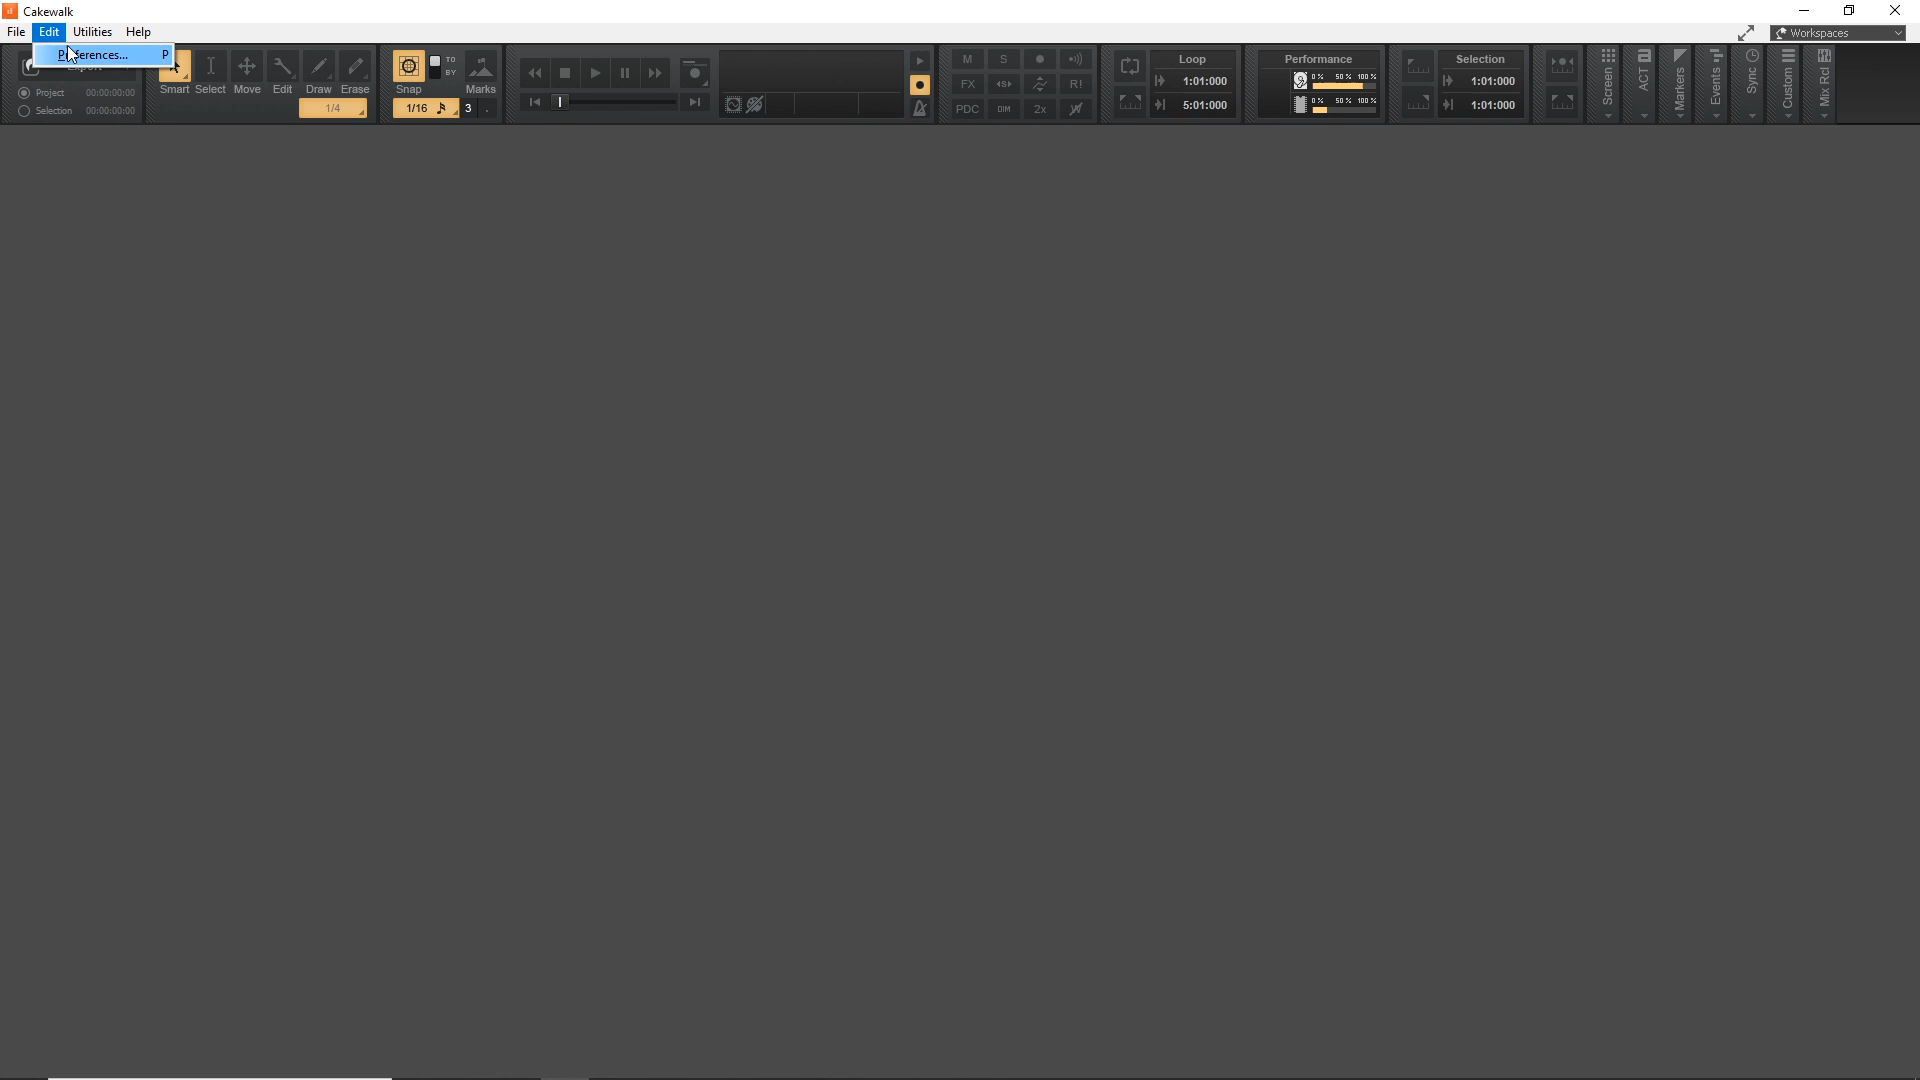 Cakewalk
File Edit Utilities Help
Workspaces
Preferences... P
Project 00:00:00:00
Selection 00:00:00:00
Smart Select Move Edit Draw Erase
1/4
TO
BY
Snap Marks
1/16 3 .
M S
FX <S> R!
PDC DIM 2x W
Loop
1:01:000
5:01:000
Performance
0% 50% 100%
0% 50% 100%
Selection
1:01:000
1:01:000
Screen
ACT
Markers
Events
Sync
Custom
Mix Rcl